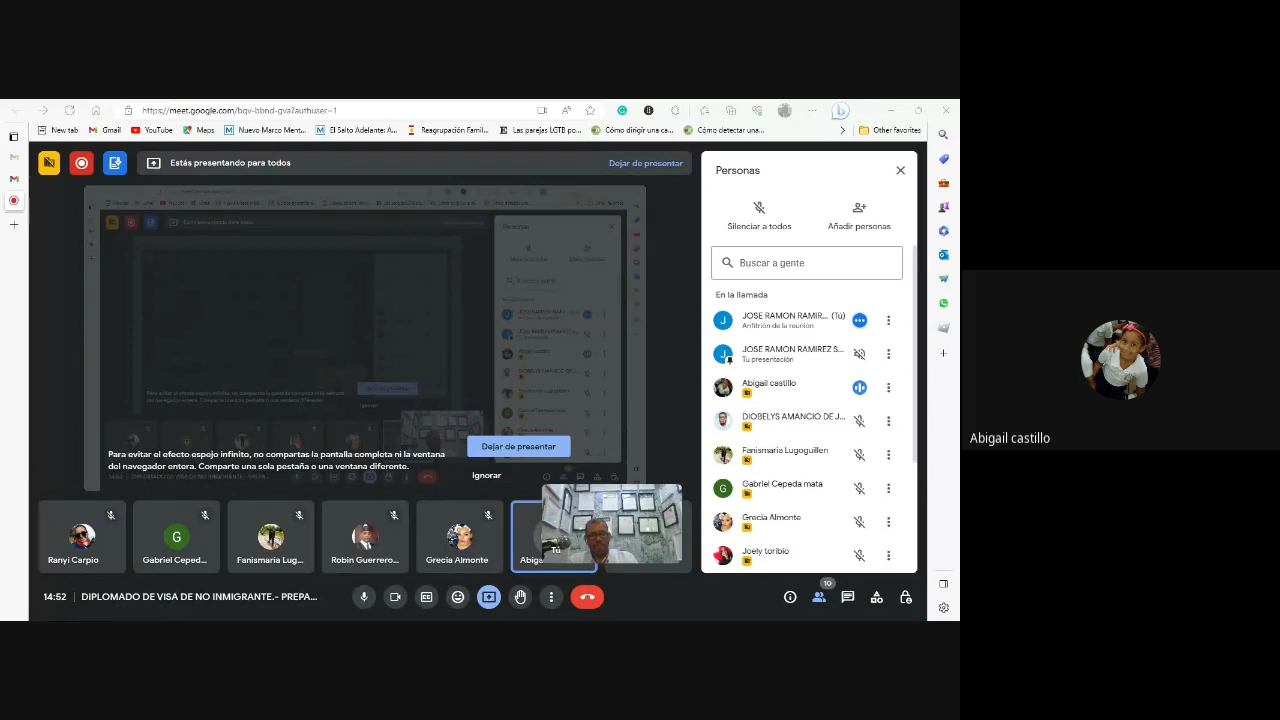 https://meet.google.com/bqv-bbnd-gva?authuser=1
New tab
Gmail
YouTube
Maps
Nuevo Marco Ment...
El Salto Adelante: A...
Reagrupación Famil...
Las parejas LGTB po...
Cómo dirigir una ca...
Cómo detectar una...
Other favorites
Estás presentando para todos
Dejar de presentar
Personas
Silenciar a todos
Añadir personas
Buscar a gente
En la llamada
JOSE RAMON RAMIR... (Tú)
Anfitrión de la reunión
JOSE RAMON RAMIREZ S...
Tu presentación
Abigail castillo
DIOBELYS AMANCIO DE J...
Fanismaria Lugoguillen
Gabriel Cepeda mata
Grecia Almonte
Joely toribio
Para evitar el efecto espejo infinito, no compartas la pantalla completa ni la ventana
del navegador entera. Comparte una sola pestaña o una ventana diferente.
Dejar de presentar
Ignorar
Ranyi Carpio
Gabriel Ceped...
Fanismaria Lug...
Robin Guerrero...
Grecia Almonte
Abiga
Tú
14:52 | DIPLOMADO DE VISA DE NO INMIGRANTE.- PREPA...
10
Abigail castillo